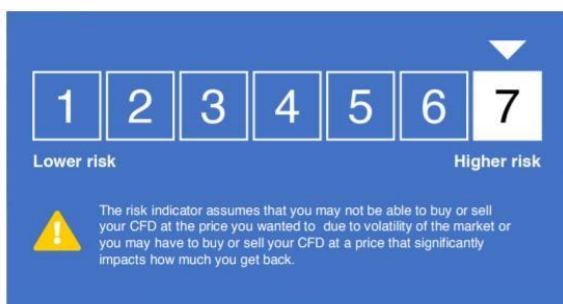 1 2 3 4 5 6 7
Lower risk Higher risk
The risk indicator assumes that you may not be able to buy or sell
your CFD at the price you wanted to due to volatility of the market or
you may have to buy or sell your CFD at a price that significantly
impacts how much you get back.